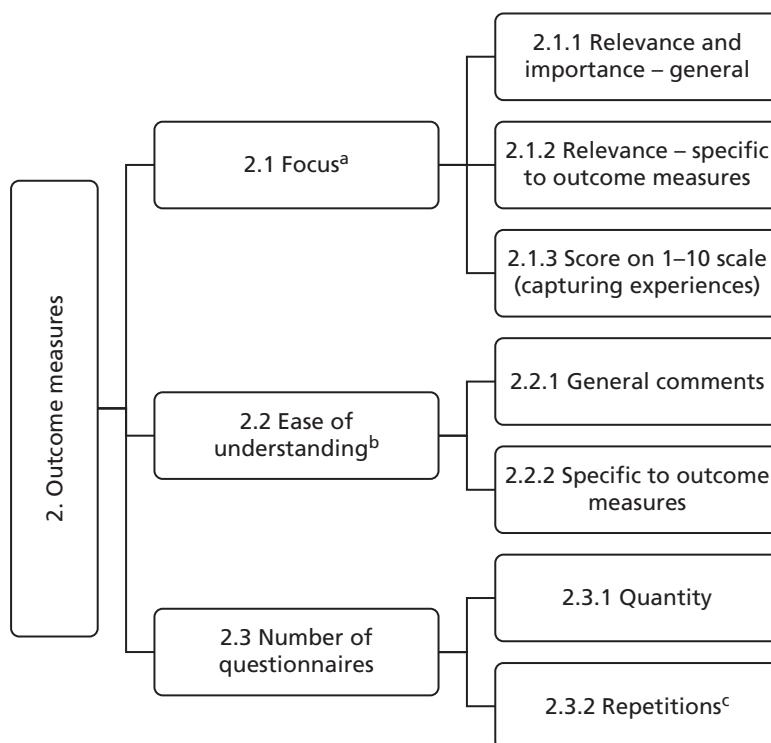 2. Outcome measures
2.1 Focusᵃ
2.1.1 Relevance and
importance – general
2.1.2 Relevance – specific
to outcome measures
2.1.3 Score on 1–10 scale
(capturing experiences)
2.2 Ease of
understandingᵇ
2.2.1 General comments
2.2.2 Specific to outcome
measures
2.3 Number of
questionnaires
2.3.1 Quantity
2.3.2 Repetitionsᶜ